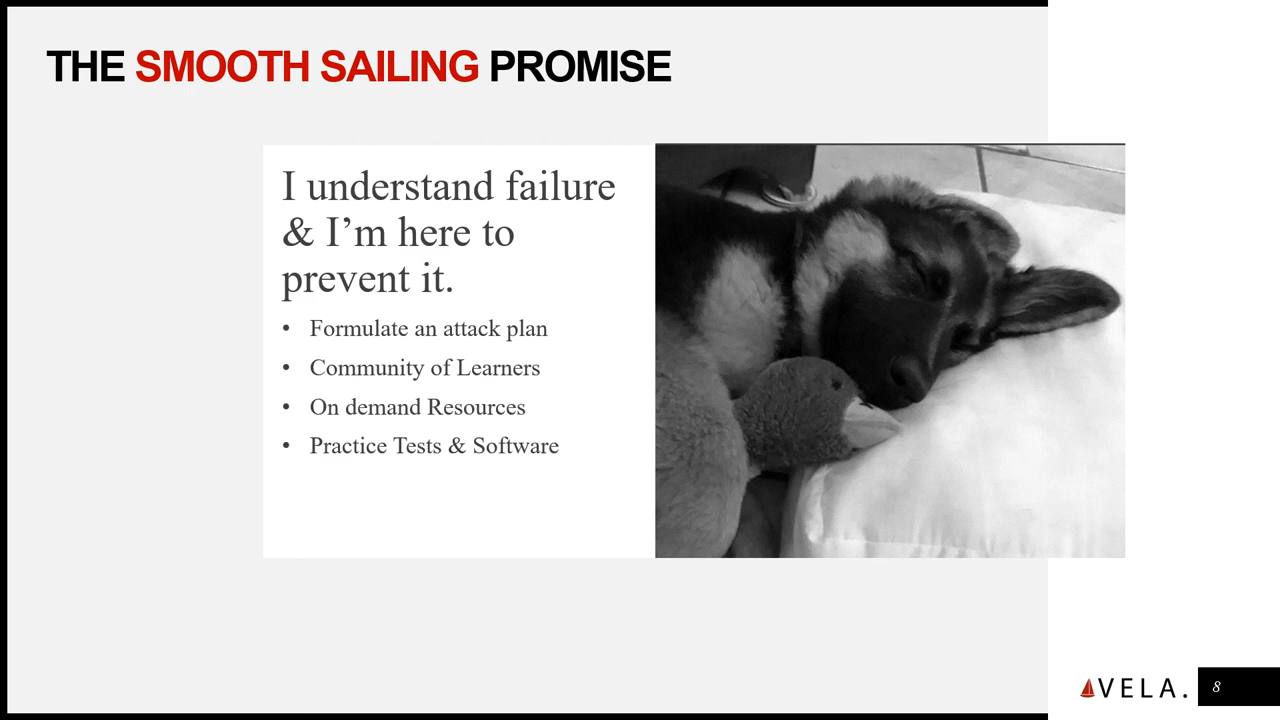 THE SMOOTH SAILING PROMISE
I understand failure
& I’m here to
prevent it.
• Formulate an attack plan
• Community of Learners
• On demand Resources
• Practice Tests & Software
VELA.
8